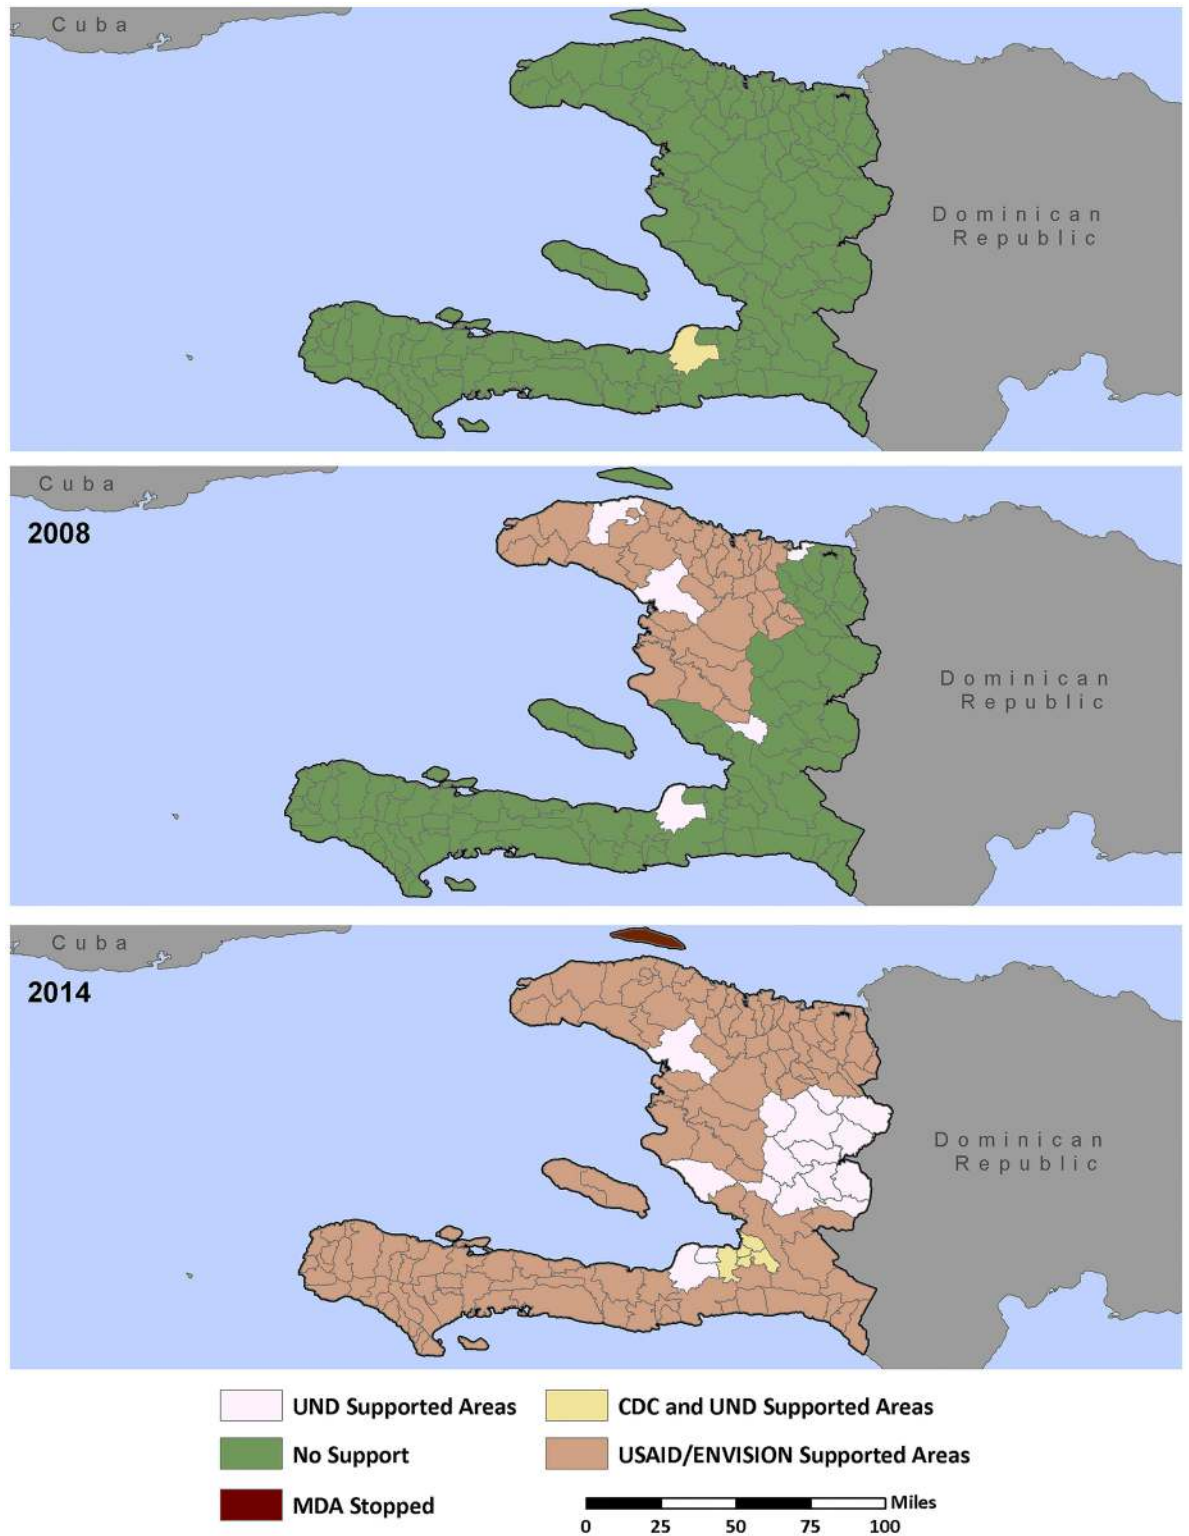 Cuba
Dominican
Republic
Cuba
2008
Dominican
Republic
Cuba
2014
Dominican
Republic
UND Supported Areas
CDC and UND Supported Areas
No Support
USAID/ENVISION Supported Areas
MDA Stopped
Miles
0 25 50 75 100